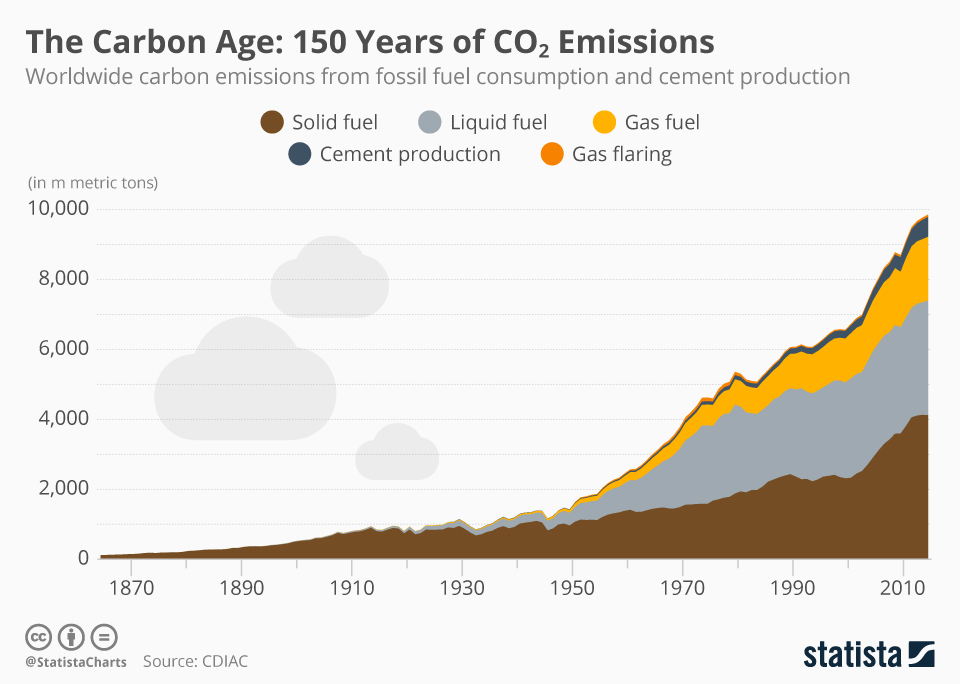 The Carbon Age: 150 Years of CO₂ Emissions
Worldwide carbon emissions from fossil fuel consumption and cement production
Solid fuel Liquid fuel Gas fuel
Cement production Gas flaring
(in m metric tons)
10,000
8,000
6,000
4,000
2,000
0
1870 1890 1910 1930 1950 1970 1990 2010
cc
@StatistaCharts Source: CDIAC
statista